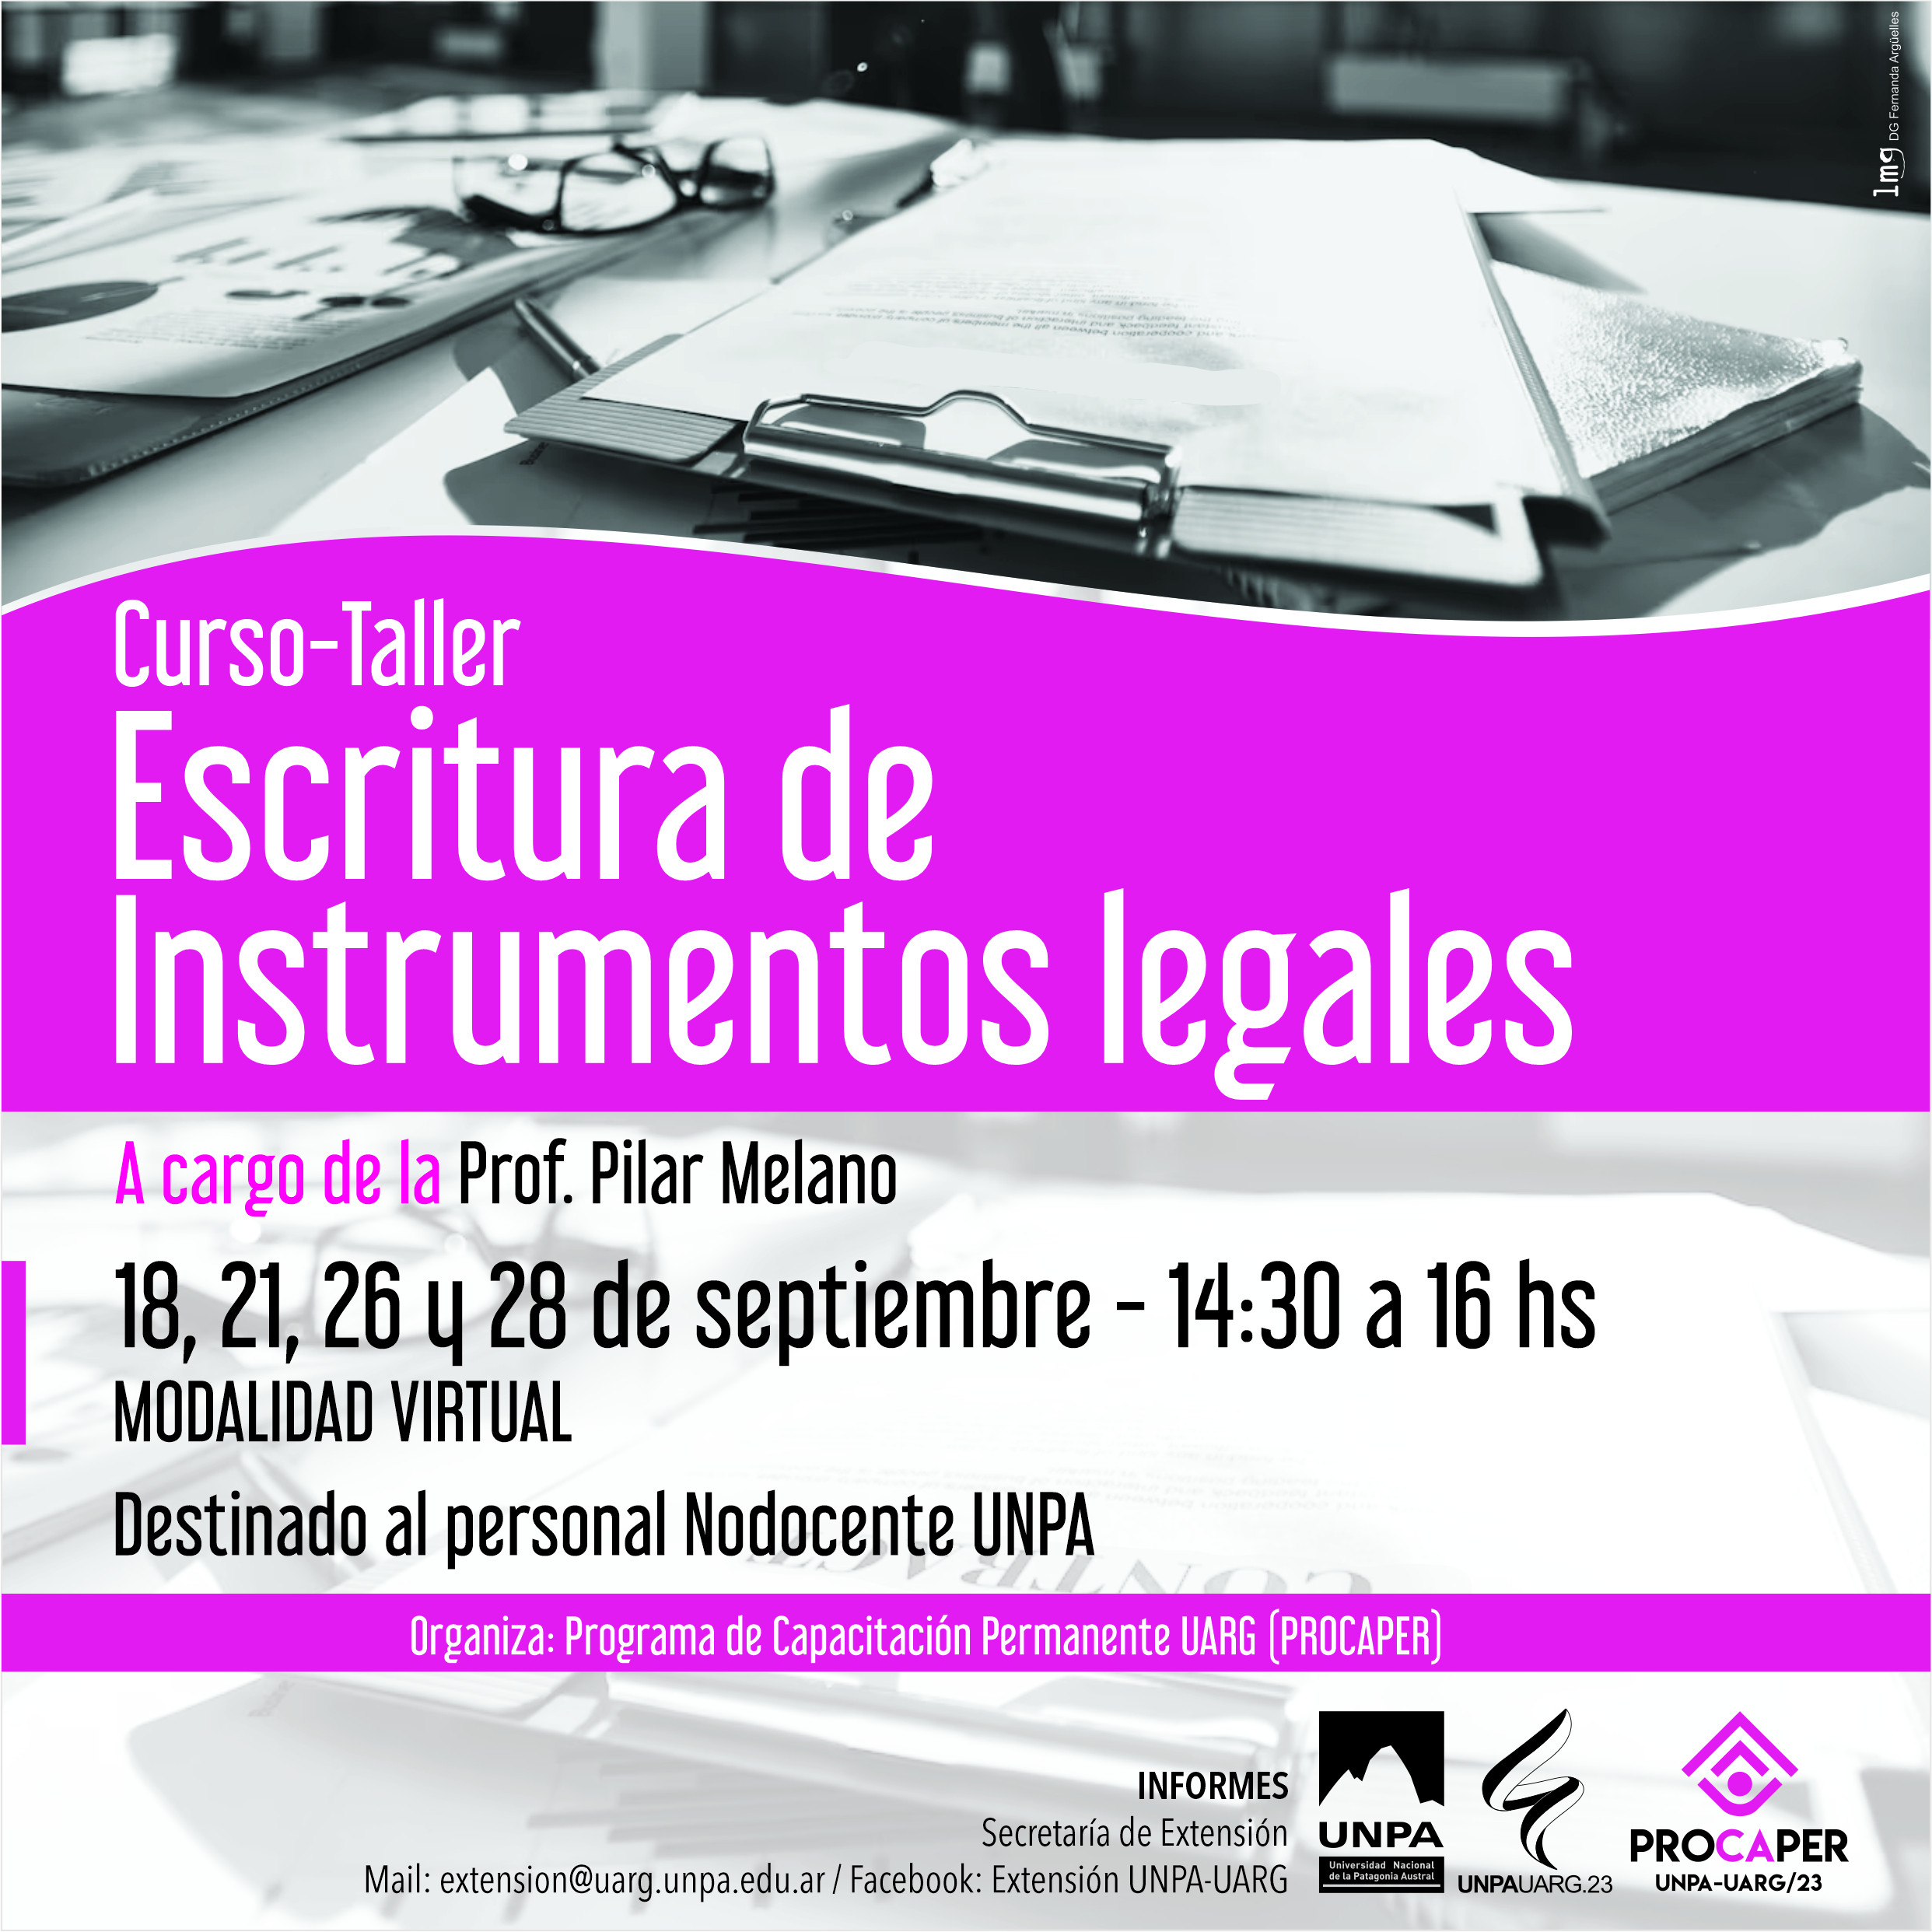 lmg DG Fernanda Argüelles
Curso-Taller
Escritura de
Instrumentos legales
A cargo de la Prof. Pilar Melano
18, 21, 26 y 28 de septiembre - 14:30 a 16 hs
MODALIDAD VIRTUAL
Destinado al personal Nodocente UNPA
CONTRACT
Organiza: Programa de Capacitación Permanente UARG (PROCAPER)
INFORMES
Secretaría de Extensión
Mail: extension@uarg.unpa.edu.ar / Facebook: Extensión UNPA-UARG
UNPA
Universidad Nacional
de la Patagonia Austral
UNPAUARG.23
PROCAPER
UNPA-UARG/23